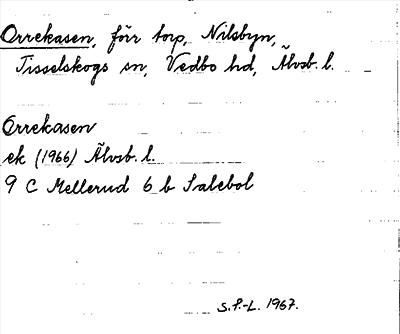 Orrekasen, förr torp, Nilsbyn,
Tisselskogs sn, Vedbo hd, Älvsb. l.
Orrekasen
ek (1966) Älvsb. l.
9 C Mellerud 6 b Salebol
S.F.-L. 1967.